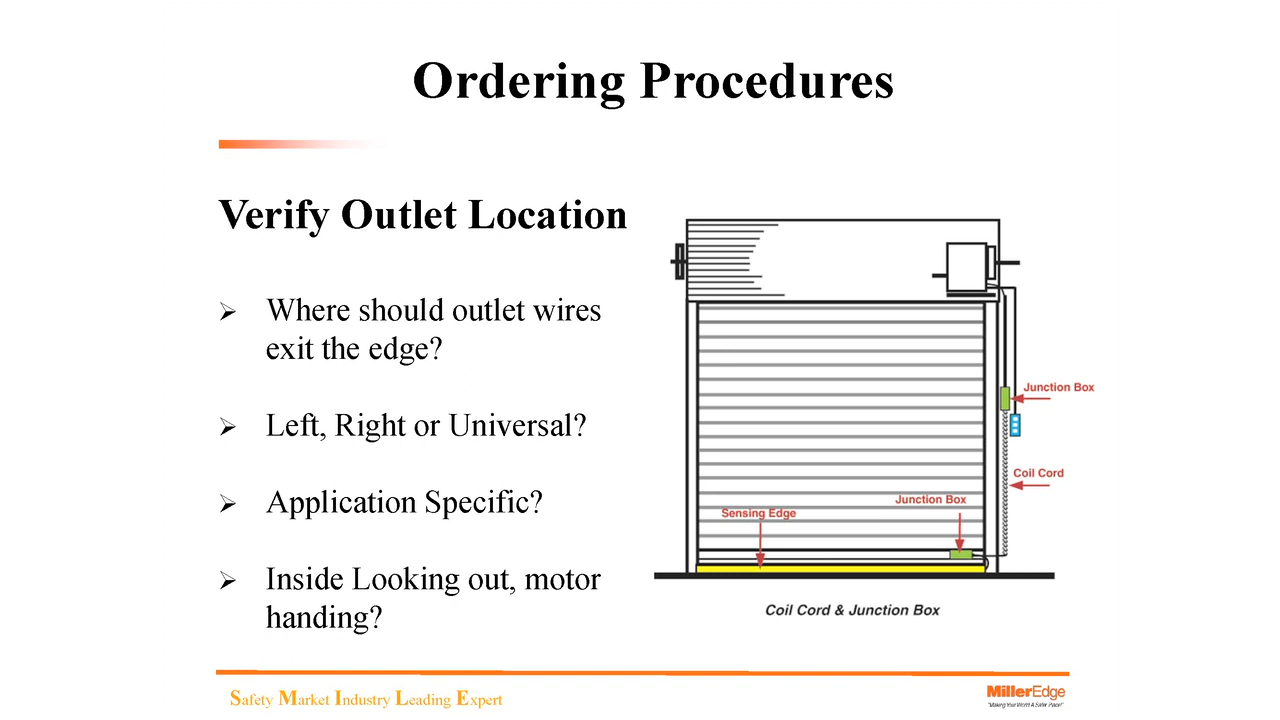 Ordering Procedures
Verify Outlet Location
Where should outlet wires
exit the edge?
Left, Right or Universal?
Application Specific?
Inside Looking out, motor
handing?
Junction Box
Coil Cord
Junction Box
Sensing Edge
Coil Cord & Junction Box
Safety Market Industry Leading Expert
MillerEdge
"Making Your World A Safer Place!"